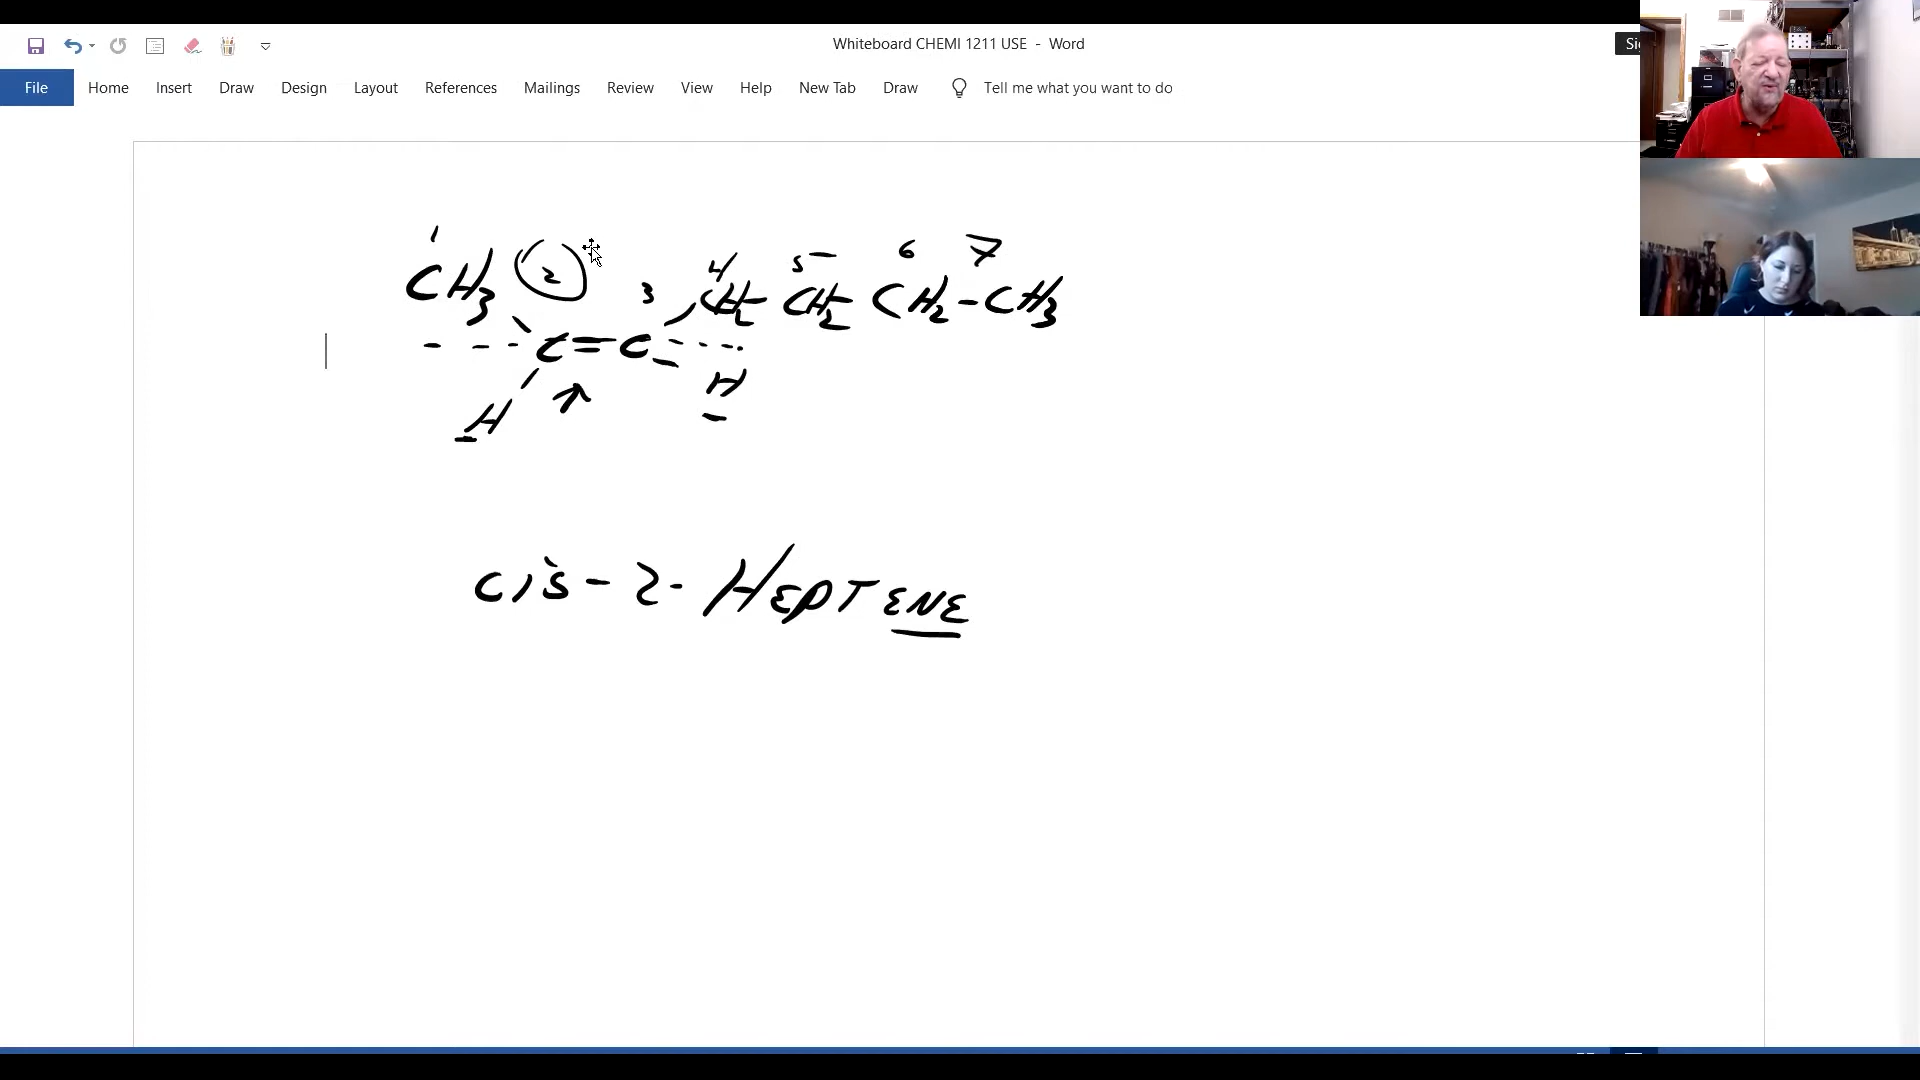 Whiteboard CHEMI 1211 USE - Word
Si
File Home Insert Draw Design Layout References Mailings Review View Help New Tab Draw Tell me what you want to do
1 2 3 4 5 6 7
CH3 CH2 - CH2 - CH2 - CH3
C = C
H H
cis - 2 - HEPTENE